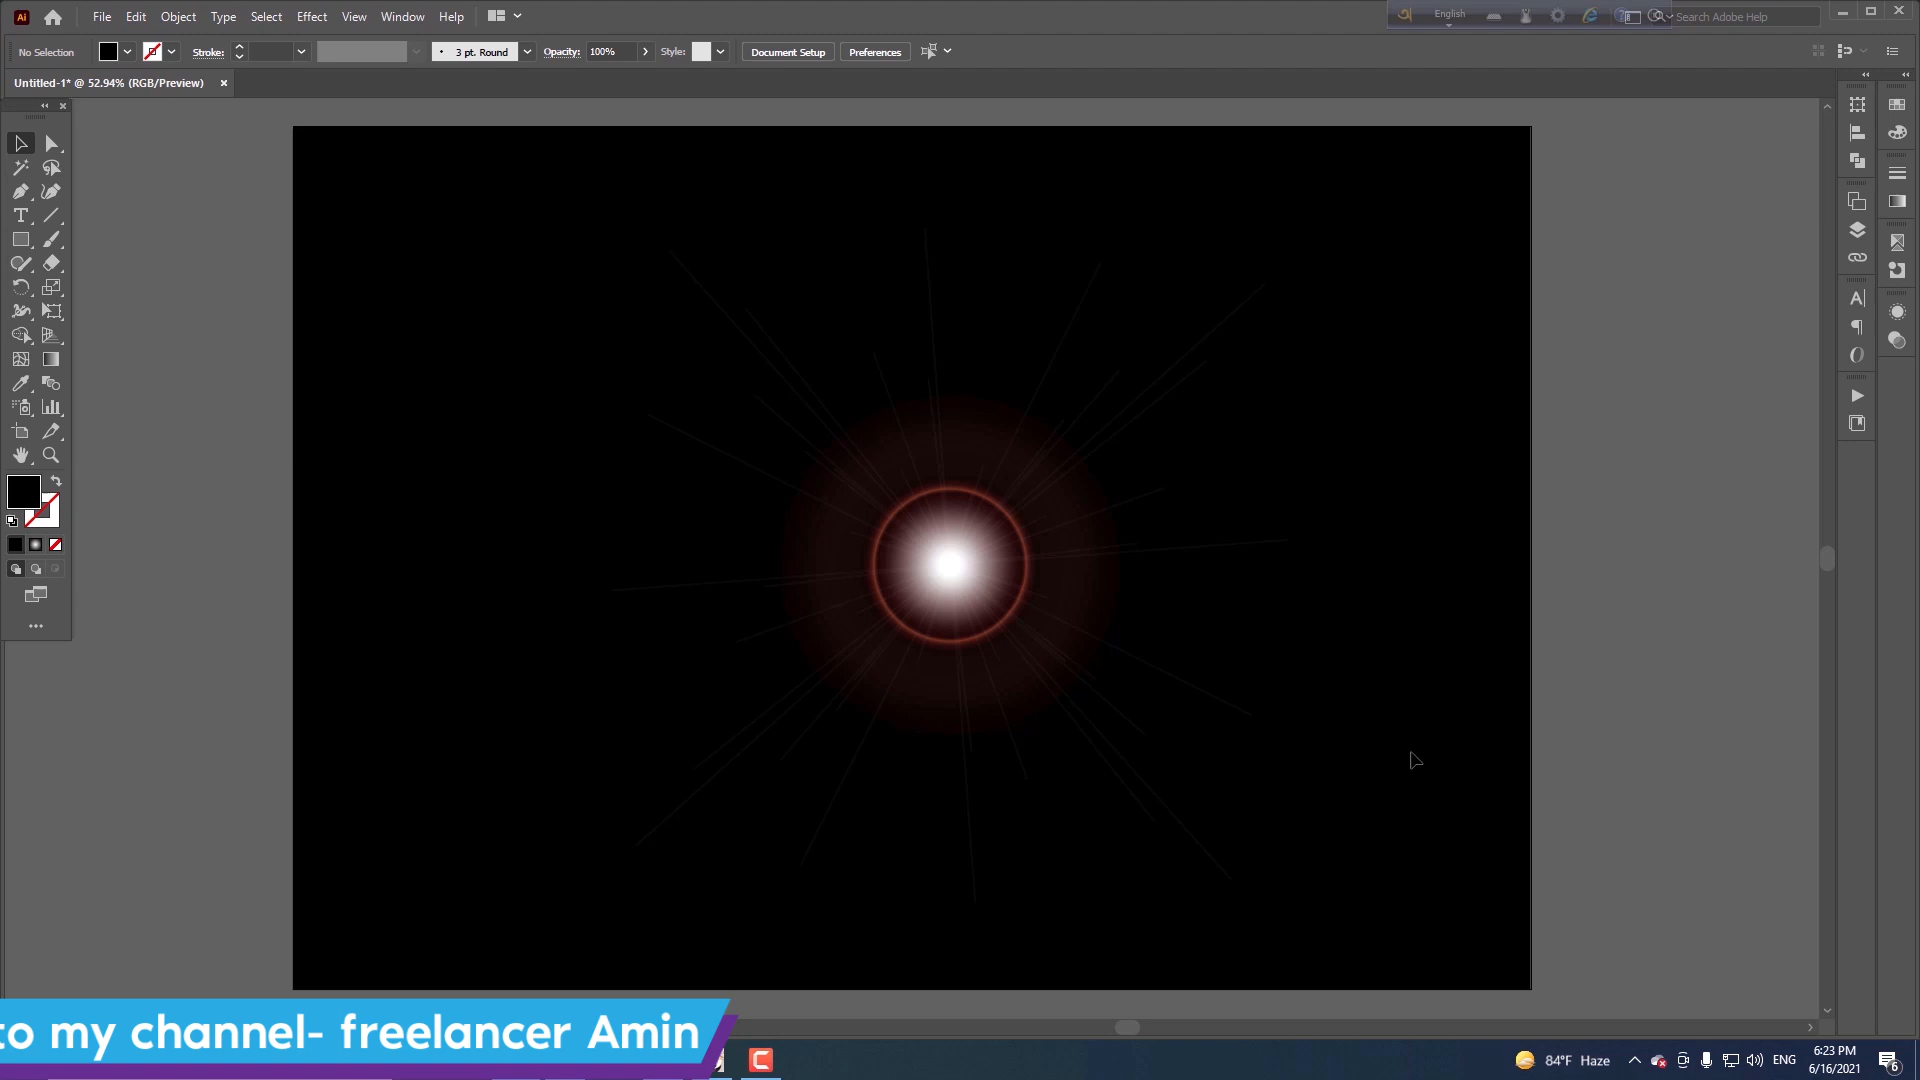 Ai File Edit Object Type Select Effect View Window Help
English
Search Adobe Help
No Selection Stroke: 3 pt. Round Opacity: 100% Style: Document Setup Preferences
Untitled-1* @ 52.94% (RGB/Preview)
to my channel- freelancer Amin
84°F Haze ENG
6:23 PM
6/16/2021
6